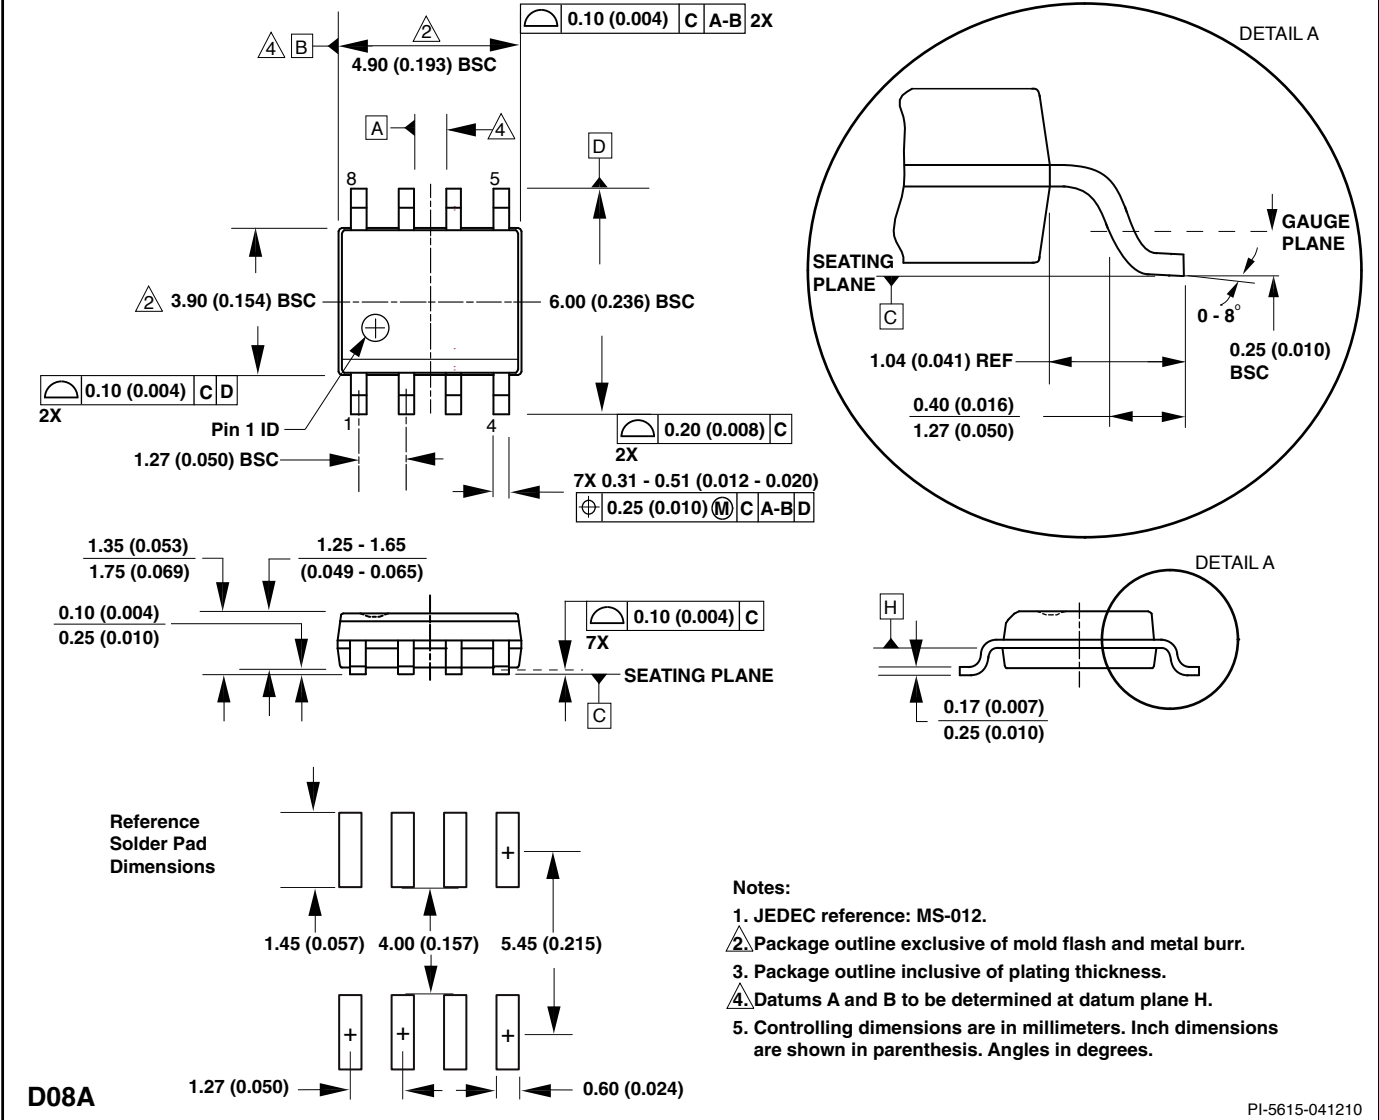 0.10 (0.004) C A-B 2X
DETAIL A
4 B
2
4.90 (0.193) BSC
A
4
D
8
5
2 3.90 (0.154) BSC
6.00 (0.236) BSC
0.10 (0.004) C D
2X
Pin 1 ID
1
4
1.27 (0.050) BSC
0.20 (0.008) C
2X
7X 0.31 - 0.51 (0.012 - 0.020)
0.25 (0.010) M C A-B D
GAUGE
PLANE
SEATING
PLANE
C
0 - 8°
1.04 (0.041) REF
0.25 (0.010)
BSC
0.40 (0.016)
1.27 (0.050)
1.35 (0.053)
1.75 (0.069)
1.25 - 1.65
(0.049 - 0.065)
0.10 (0.004)
0.25 (0.010)
0.10 (0.004) C
7X
SEATING PLANE
C
DETAIL A
H
0.17 (0.007)
0.25 (0.010)
Reference
Solder Pad
Dimensions
1.45 (0.057)
4.00 (0.157)
5.45 (0.215)
1.27 (0.050)
0.60 (0.024)
Notes:
1. JEDEC reference: MS-012.
2. Package outline exclusive of mold flash and metal burr.
3. Package outline inclusive of plating thickness.
4. Datums A and B to be determined at datum plane H.
5. Controlling dimensions are in millimeters. Inch dimensions
are shown in parenthesis. Angles in degrees.
D08A
PI-5615-041210